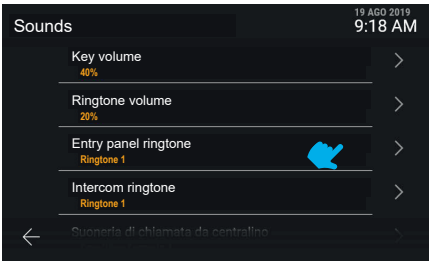 19 AGO 2019
Sounds 9:18 AM
Key volume
40%
Ringtone volume
20%
Entry panel ringtone
Ringtone 1
Intercom ringtone
Ringtone 1
Suoneria di chiamata da centralino